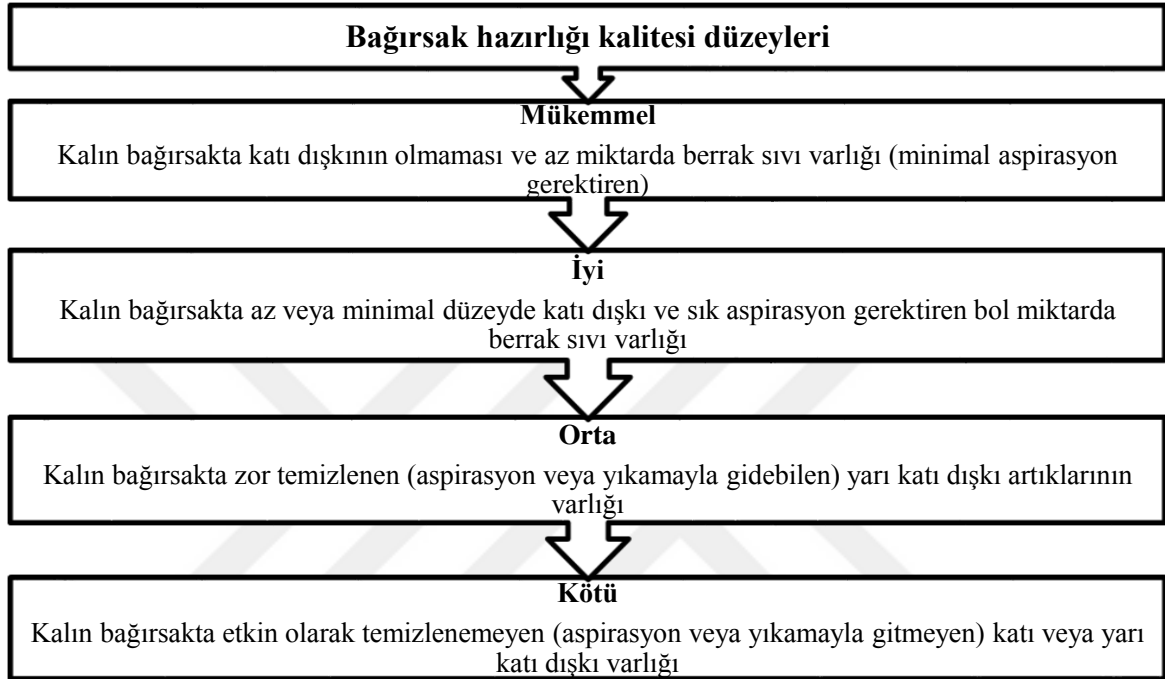 Bağırsak hazırlığı kalitesi düzeyleri
Mükemmel
Kalın bağırsakta katı dışkının olmaması ve az miktarda berrak sıvı varlığı (minimal aspirasyon
gerektiren)
İyi
Kalın bağırsakta az veya minimal düzeyde katı dışkı ve sık aspirasyon gerektiren bol miktarda
berrak sıvı varlığı
Orta
Kalın bağırsakta zor temizlenen (aspirasyon veya yıkamayla gidebilen) yarı katı dışkı artıklarının
varlığı
Kötü
Kalın bağırsakta etkin olarak temizlenemeyen (aspirasyon veya yıkamayla gitmeyen) katı veya yarı
katı dışkı varlığı